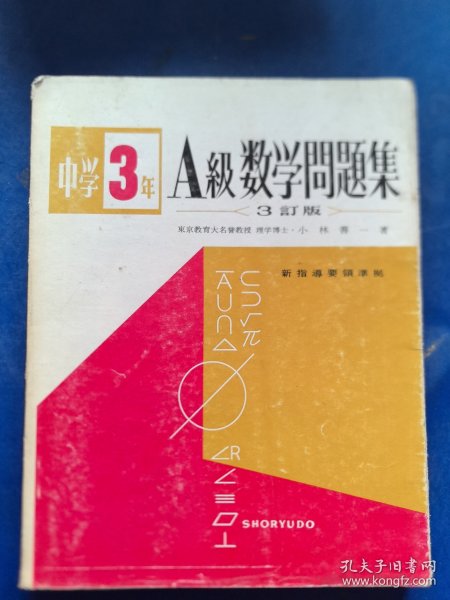 中学3年
A級数学問題集
3訂版
東京教育大名誉教授 理学博士・小林善一著
新指導要領準拠
SHORYUDO
孔夫子旧书网
www.kongfz.com